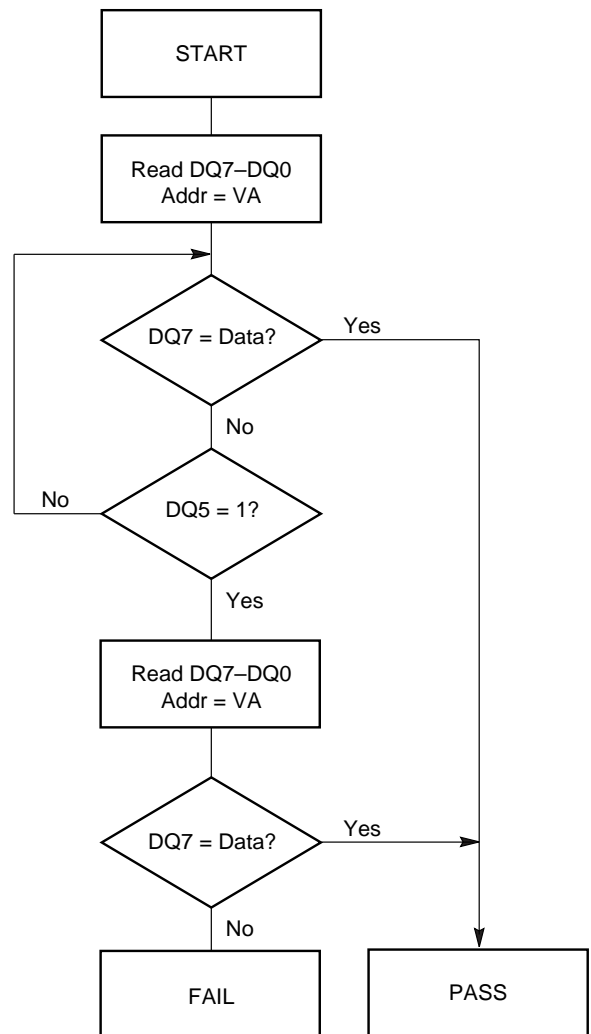 START
Read DQ7–DQ0
Addr = VA
DQ7 = Data?
Yes
No
No
DQ5 = 1?
Yes
Read DQ7–DQ0
Addr = VA
DQ7 = Data?
Yes
No
FAIL
PASS